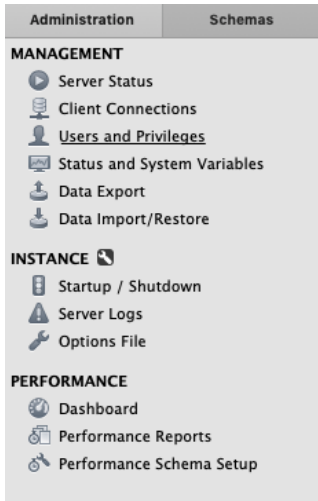 Administration Schemas
MANAGEMENT
Server Status
Client Connections
Users and Privileges
Status and System Variables
Data Export
Data Import/Restore
INSTANCE
Startup / Shutdown
Server Logs
Options File
PERFORMANCE
Dashboard
Performance Reports
Performance Schema Setup